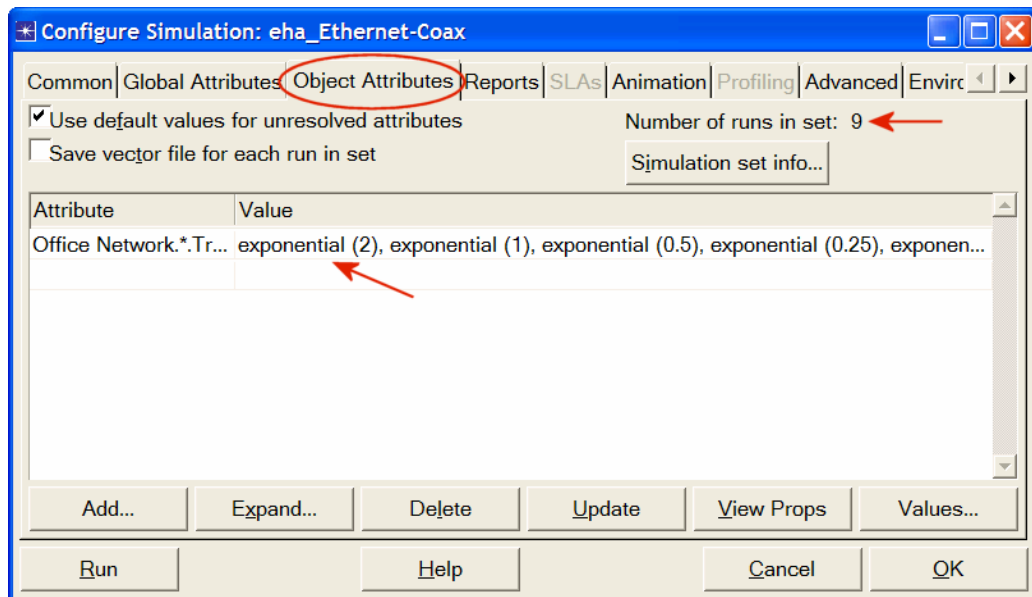 Configure Simulation: eha_Ethernet-Coax
Common Global Attributes Object Attributes Reports SLAs Animation Profiling Advanced Envirc
Use default values for unresolved attributes Number of runs in set: 9
Save vector file for each run in set
Simulation set info...
Attribute Value
Office Network.*.Tr... exponential (2), exponential (1), exponential (0.5), exponential (0.25), exponen...
Add... Expand... Delete Update View Props Values...
Run Help Cancel OK